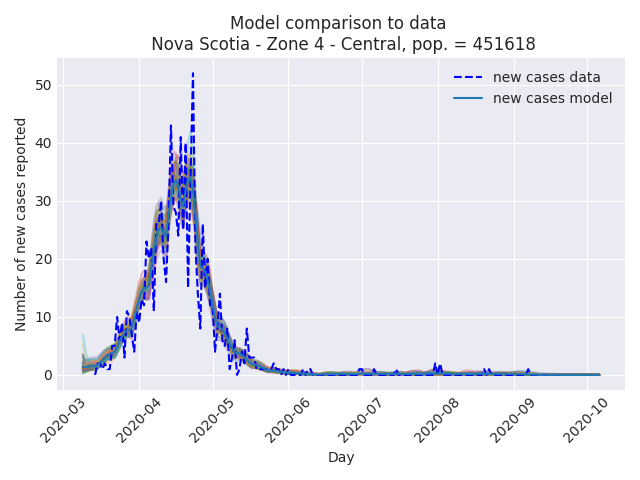 Model comparison to data
Nova Scotia - Zone 4 - Central, pop. = 451618
new cases data
new cases model
Number of new cases reported
50
40
30
20
10
0
2020-03
2020-04
2020-05
2020-06
2020-07
2020-08
2020-09
2020-10
Day